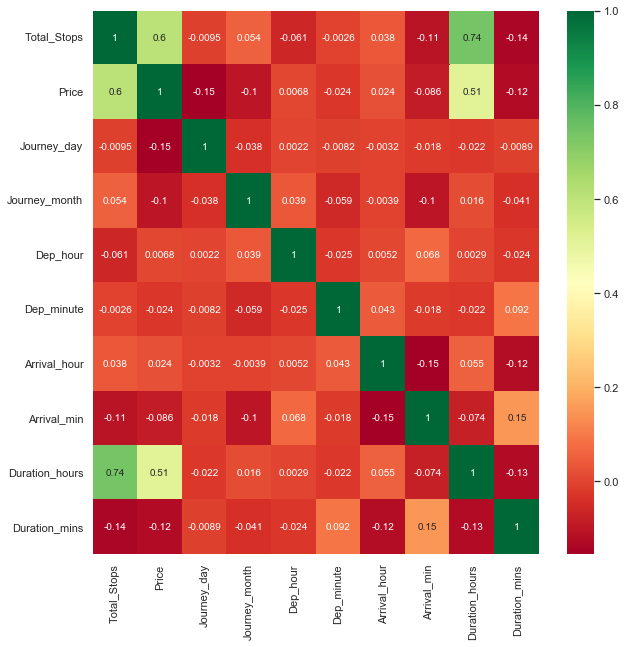 Total_Stops 1 0.6 -0.0095 0.054 -0.061 -0.0026 0.038 -0.11 0.74 -0.14
Price 0.6 1 -0.15 -0.1 0.0068 -0.024 0.024 -0.086 0.51 -0.12
Journey_day -0.0095 -0.15 1 -0.038 0.0022 -0.0082 -0.0032 -0.018 -0.022 -0.0089
Journey_month 0.054 -0.1 -0.038 1 0.039 -0.059 -0.0039 -0.1 0.016 -0.041
Dep_hour -0.061 0.0068 0.0022 0.039 1 -0.025 0.0052 0.068 0.0029 -0.024
Dep_minute -0.0026 -0.024 -0.0082 -0.059 -0.025 1 0.043 -0.018 -0.022 0.092
Arrival_hour 0.038 0.024 -0.0032 -0.0039 0.0052 0.043 1 -0.15 0.055 -0.12
Arrival_min -0.11 -0.086 -0.018 -0.1 0.068 -0.018 -0.15 1 -0.074 0.15
Duration_hours 0.74 0.51 -0.022 0.016 0.0029 -0.022 0.055 -0.074 1 -0.13
Duration_mins -0.14 -0.12 -0.0089 -0.041 -0.024 0.092 -0.12 0.15 -0.13 1
Total_Stops
Price
Journey_day
Journey_month
Dep_hour
Dep_minute
Arrival_hour
Arrival_min
Duration_hours
Duration_mins
1.0
0.8
0.6
0.4
0.2
0.0